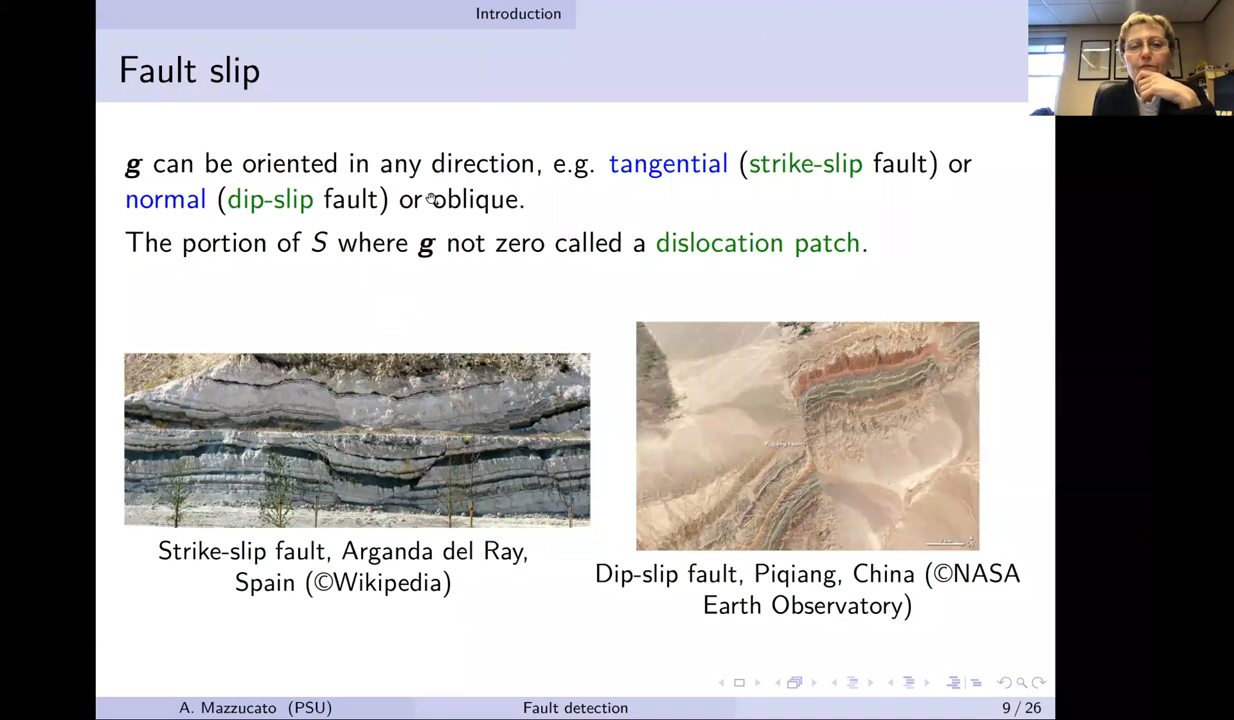 Introduction
Fault slip
g can be oriented in any direction, e.g. tangential (strike-slip fault) or
normal (dip-slip fault) or oblique.
The portion of S where g not zero called a dislocation patch.
Piqiang Fault
Strike-slip fault, Arganda del Ray,
Spain (©Wikipedia)
Dip-slip fault, Piqiang, China (©NASA
Earth Observatory)
A. Mazzucato (PSU)
Fault detection
9 / 26